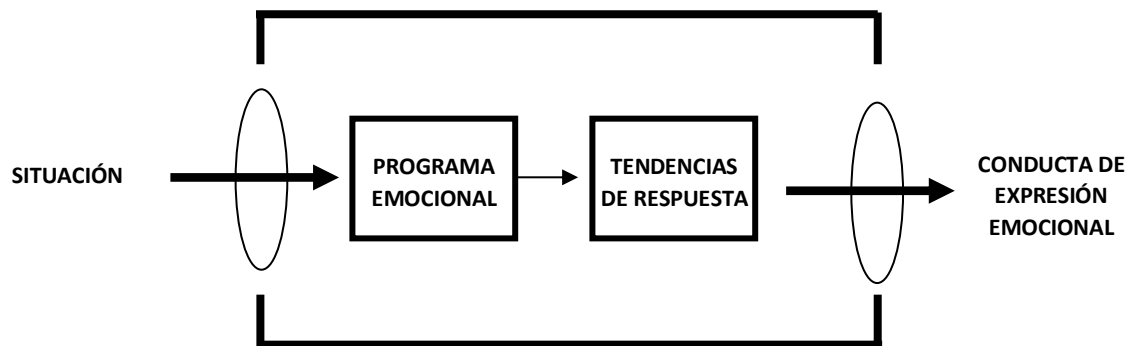 SITUACIÓN
PROGRAMA
EMOCIONAL
TENDENCIAS
DE RESPUESTA
CONDUCTA DE
EXPRESIÓN
EMOCIONAL